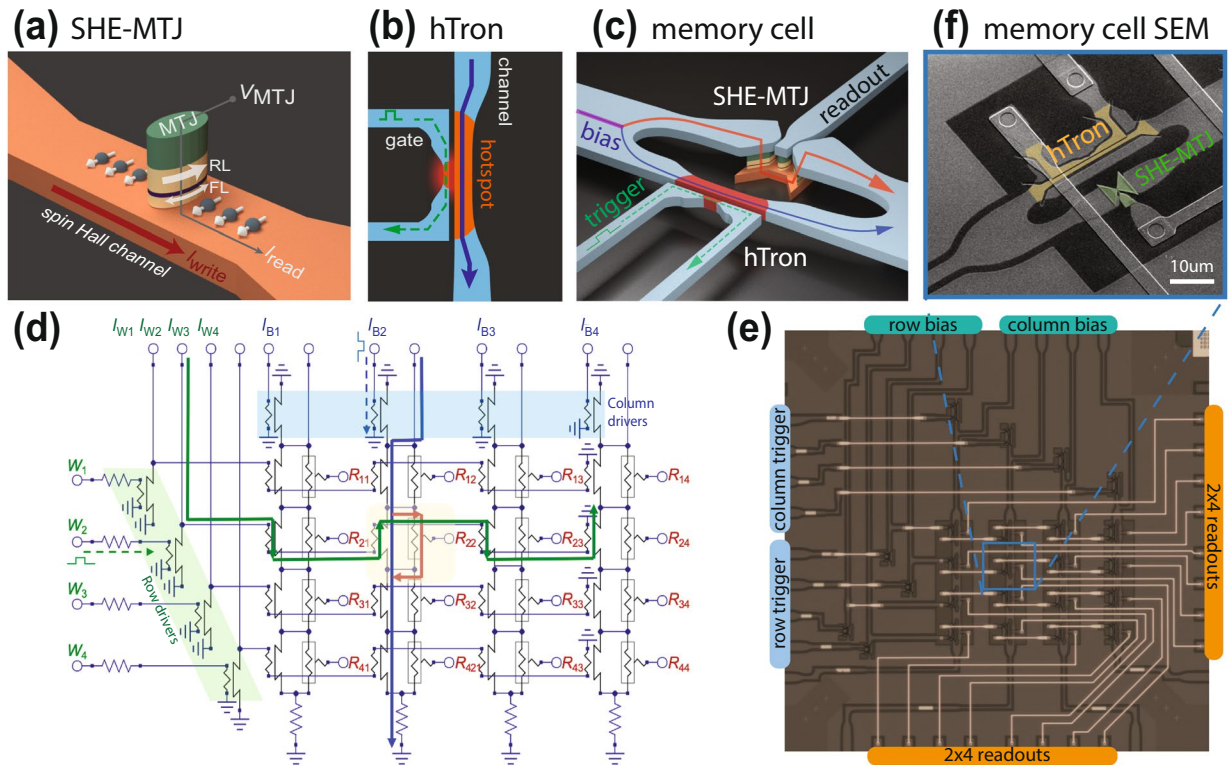 (a) SHE-MTJ
V_MTJ
MTJ
RL
FL
spin Hall channel
I_write
I_read
(b) hTron
channel
gate
hotspot
(c) memory cell
SHE-MTJ
readout
bias
trigger
hTron
(f) memory cell SEM
hTron
SHE-MTJ
10um
(d)
I_W1 I_W2 I_W3 I_W4 I_B1 I_B2 I_B3 I_B4
Column
drivers
W_1 R_11 R_12 R_13 R_14
W_2 R_21 R_22 R_23 R_24
W_3 R_31 R_32 R_33 R_34
W_4 R_41 R_421 R_43 R_44
Row drivers
(e)
row bias column bias
column trigger
row trigger
2x4 readouts
2x4 readouts